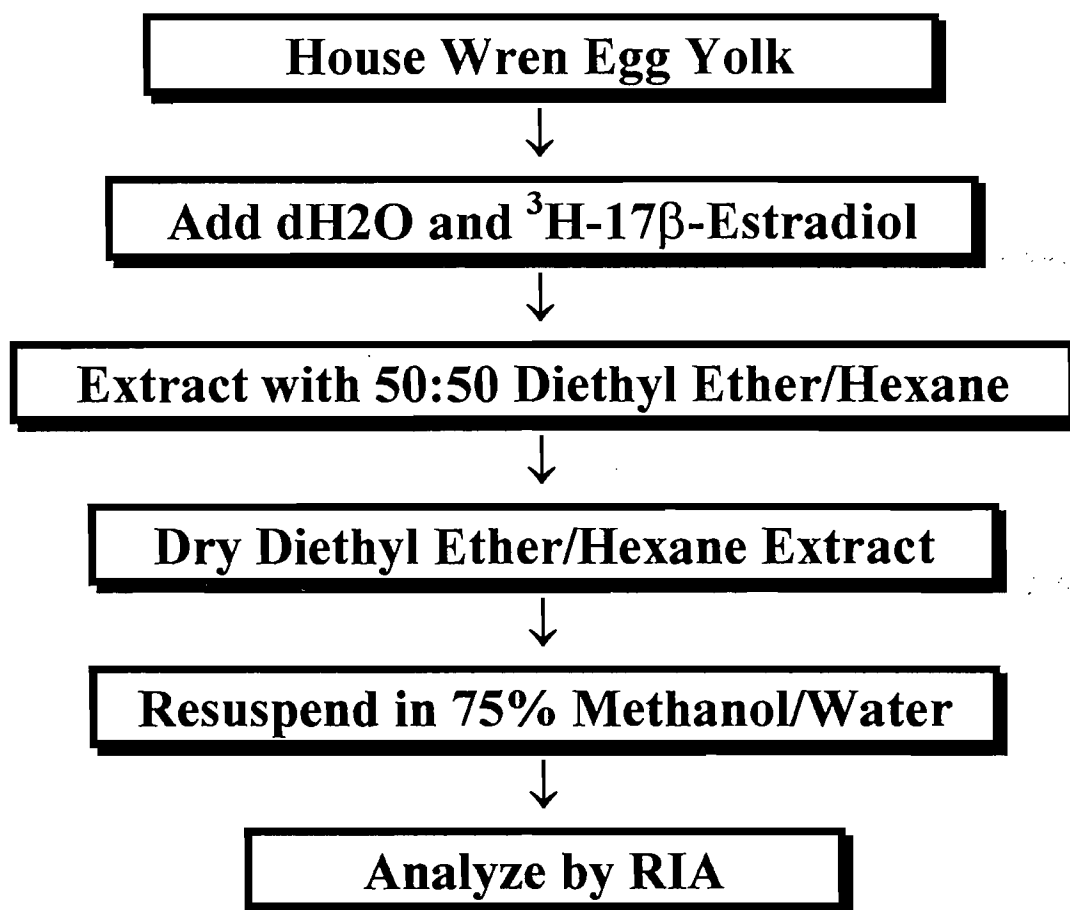 House Wren Egg Yolk
↓
Add dH2O and ³H-17β-Estradiol
↓
Extract with 50:50 Diethyl Ether/Hexane
↓
Dry Diethyl Ether/Hexane Extract
↓
Resuspend in 75% Methanol/Water
↓
Analyze by RIA